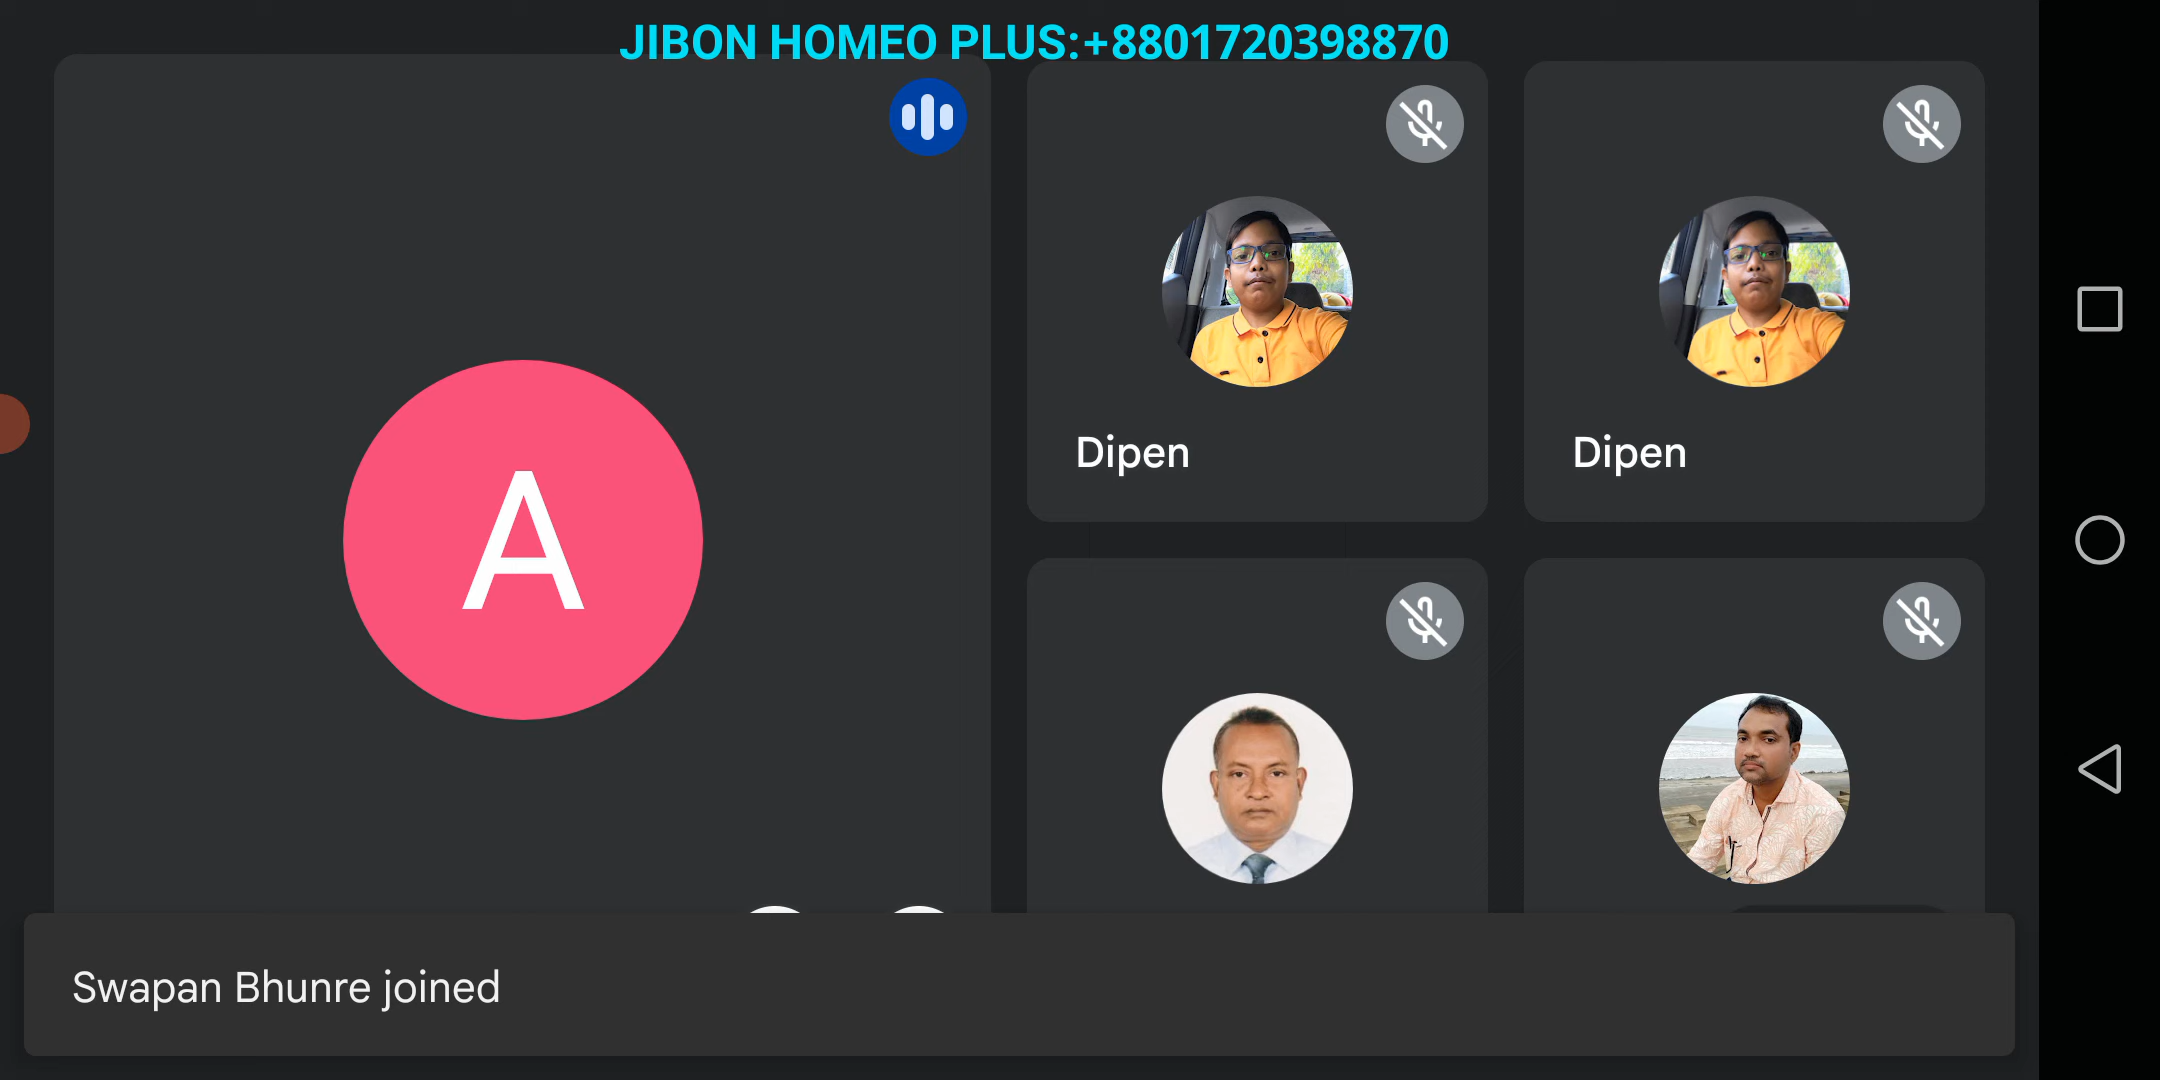 JIBON HOMEO PLUS:+8801720398870
A
Dipen
Dipen
Swapan Bhunre joined